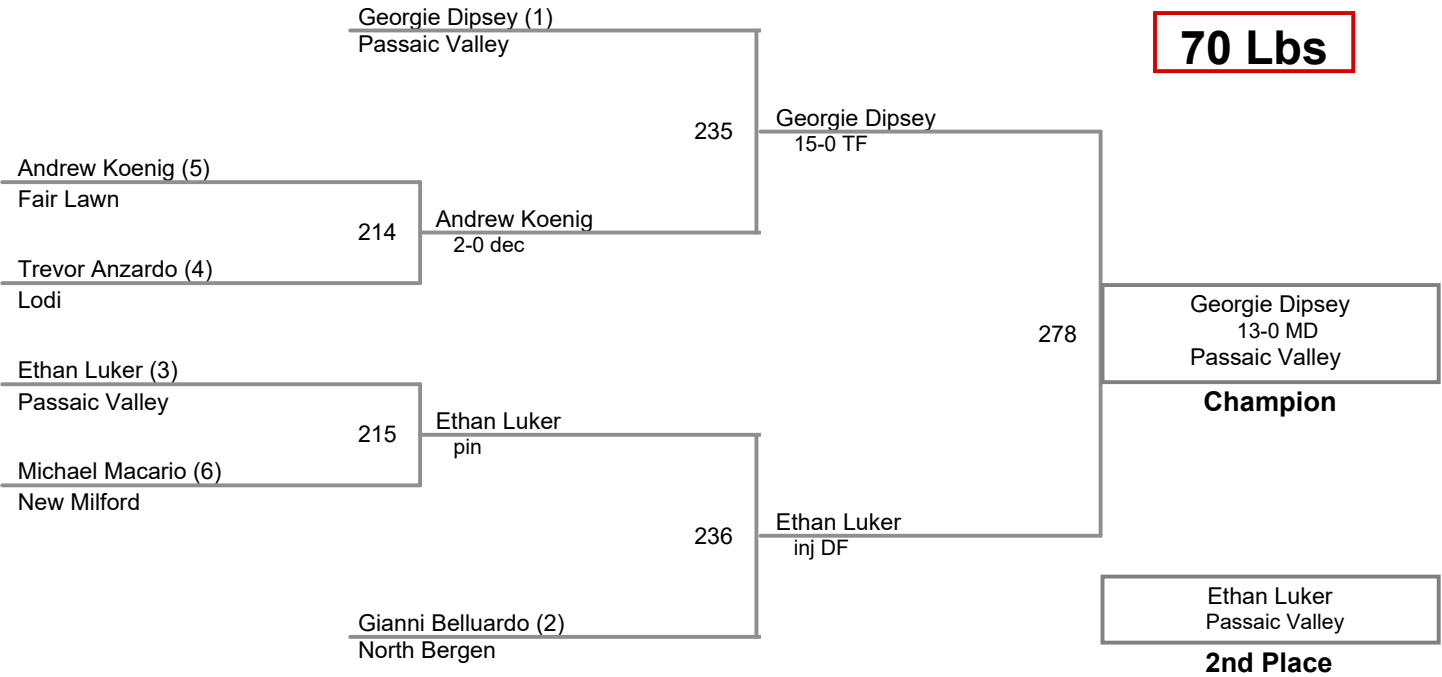 Georgie Dipsey (1)
Passaic Valley
70 Lbs
235
Georgie Dipsey
15-0 TF
Andrew Koenig (5)
Fair Lawn
214
Andrew Koenig
2-0 dec
Trevor Anzardo (4)
Lodi
278
Georgie Dipsey
13-0 MD
Passaic Valley
Champion
Ethan Luker (3)
Passaic Valley
215
Ethan Luker
pin
Michael Macario (6)
New Milford
236
Ethan Luker
inj DF
Gianni Belluardo (2)
North Bergen
Ethan Luker
Passaic Valley
2nd Place